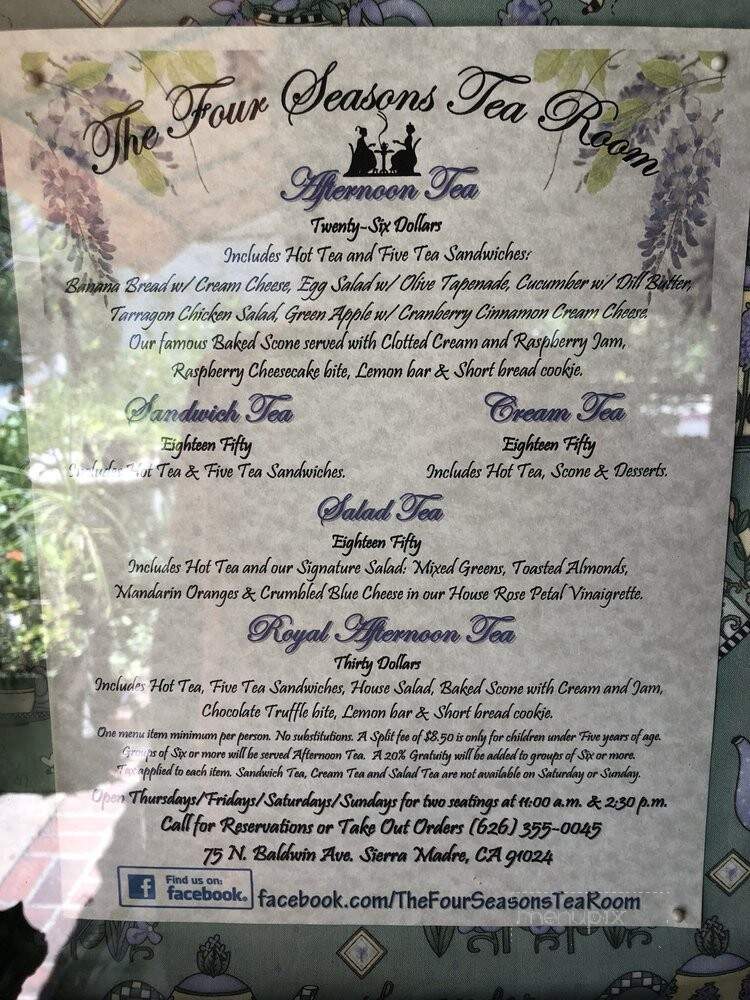 The Four Seasons Tea Room
Afternoon Tea
Twenty-Six Dollars
Includes Hot Tea and Five Tea Sandwiches:
Banana Bread w/ Cream Cheese, Egg Salad w/ Olive Tapenade, Cucumber w/ Dill Butter,
Tarragon Chicken Salad, Green Apple w/ Cranberry Cinnamon Cream Cheese.
Our famous Baked Scone served with Clotted Cream and Raspberry Jam,
Raspberry Cheesecake bite, Lemon bar & Short bread cookie.
Sandwich Tea
Eighteen Fifty
Includes Hot Tea & Five Tea Sandwiches.
Cream Tea
Eighteen Fifty
Includes Hot Tea, Scone & Desserts.
Salad Tea
Eighteen Fifty
Includes Hot Tea and our Signature Salad: Mixed Greens, Toasted Almonds,
Mandarin Oranges & Crumbled Blue Cheese in our House Rose Petal Vinaigrette.
Royal Afternoon Tea
Thirty Dollars
Includes Hot Tea, Five Tea Sandwiches, House Salad, Baked Scone with Cream and Jam,
Chocolate Truffle bite, Lemon bar & Short bread cookie.
One menu item minimum per person. No substitutions. A Split fee of $8.50 is only for children under Five years of age.
Groups of Six or more will be served Afternoon Tea. A 20% Gratuity will be added to groups of Six or more.
Tax applied to each item. Sandwich Tea, Cream Tea and Salad Tea are not available on Saturday or Sunday.
Open Thursdays/Fridays/Saturdays/Sundays for two seatings at 11:00 a.m. & 2:30 p.m.
Call for Reservations or Take Out Orders (626) 355-0045
75 N. Baldwin Ave. Sierra Madre, CA 91024
f Find us on:
facebook.
facebook.com/TheFourSeasonsTeaRoom
menupix